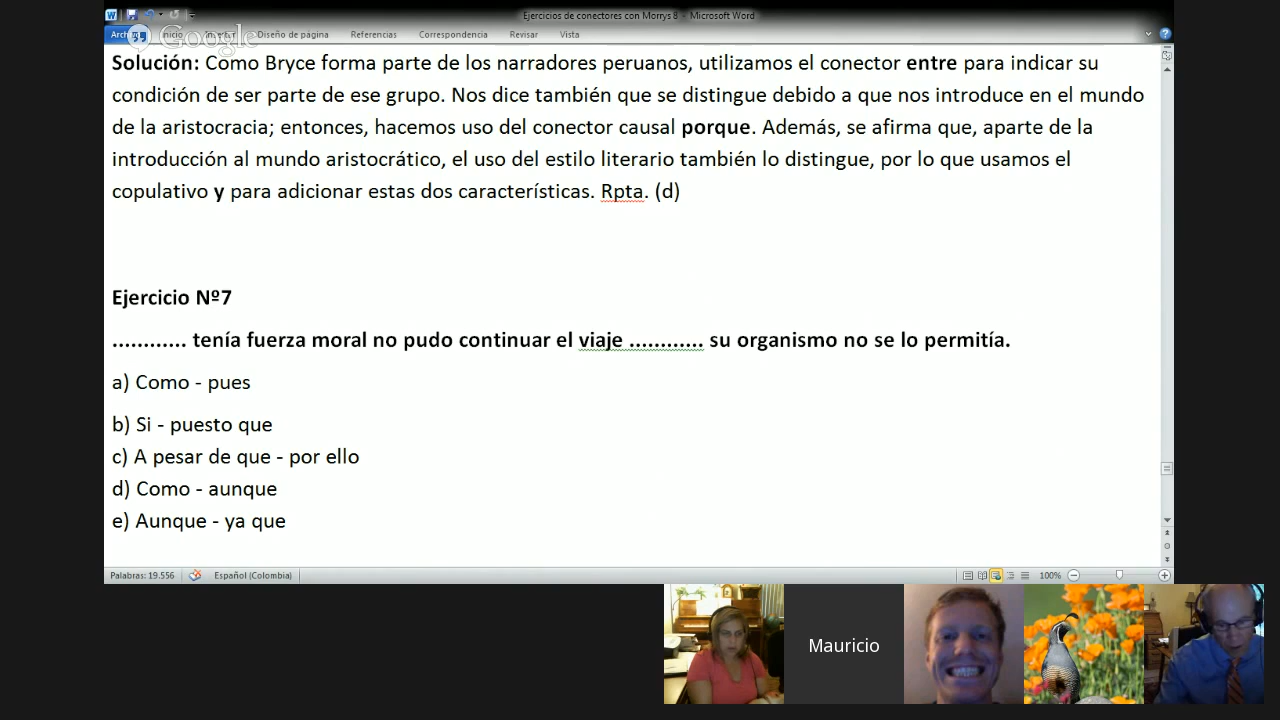 Ejercicios de conectores con Morrys 8 - Microsoft Word
Archivo Inicio Insertar Diseño de página Referencias Correspondencia Revisar Vista
Google
Solución: Como Bryce forma parte de los narradores peruanos, utilizamos el conector entre para indicar su
condición de ser parte de ese grupo. Nos dice también que se distingue debido a que nos introduce en el mundo
de la aristocracia; entonces, hacemos uso del conector causal porque. Además, se afirma que, aparte de la
introducción al mundo aristocrático, el uso del estilo literario también lo distingue, por lo que usamos el
copulativo y para adicionar estas dos características. Rpta. (d)
Ejercicio Nº7
............ tenía fuerza moral no pudo continuar el viaje ............ su organismo no se lo permitía.
a) Como - pues
b) Si - puesto que
c) A pesar de que - por ello
d) Como - aunque
e) Aunque - ya que
Palabras: 19.556 Español (Colombia) 100%
Mauricio